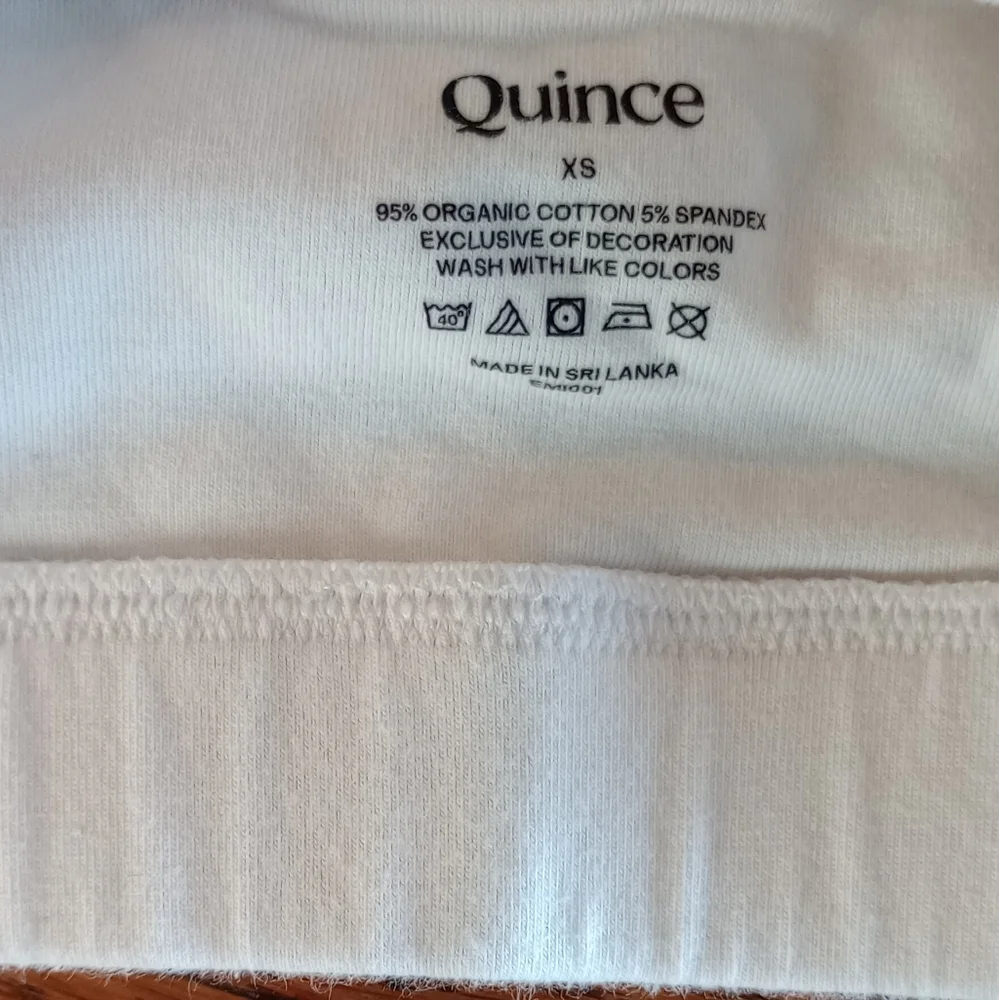 Quince
XS
95% ORGANIC COTTON 5% SPANDEX
EXCLUSIVE OF DECORATION
WASH WITH LIKE COLORS
40°
MADE IN SRI LANKA
EMI001